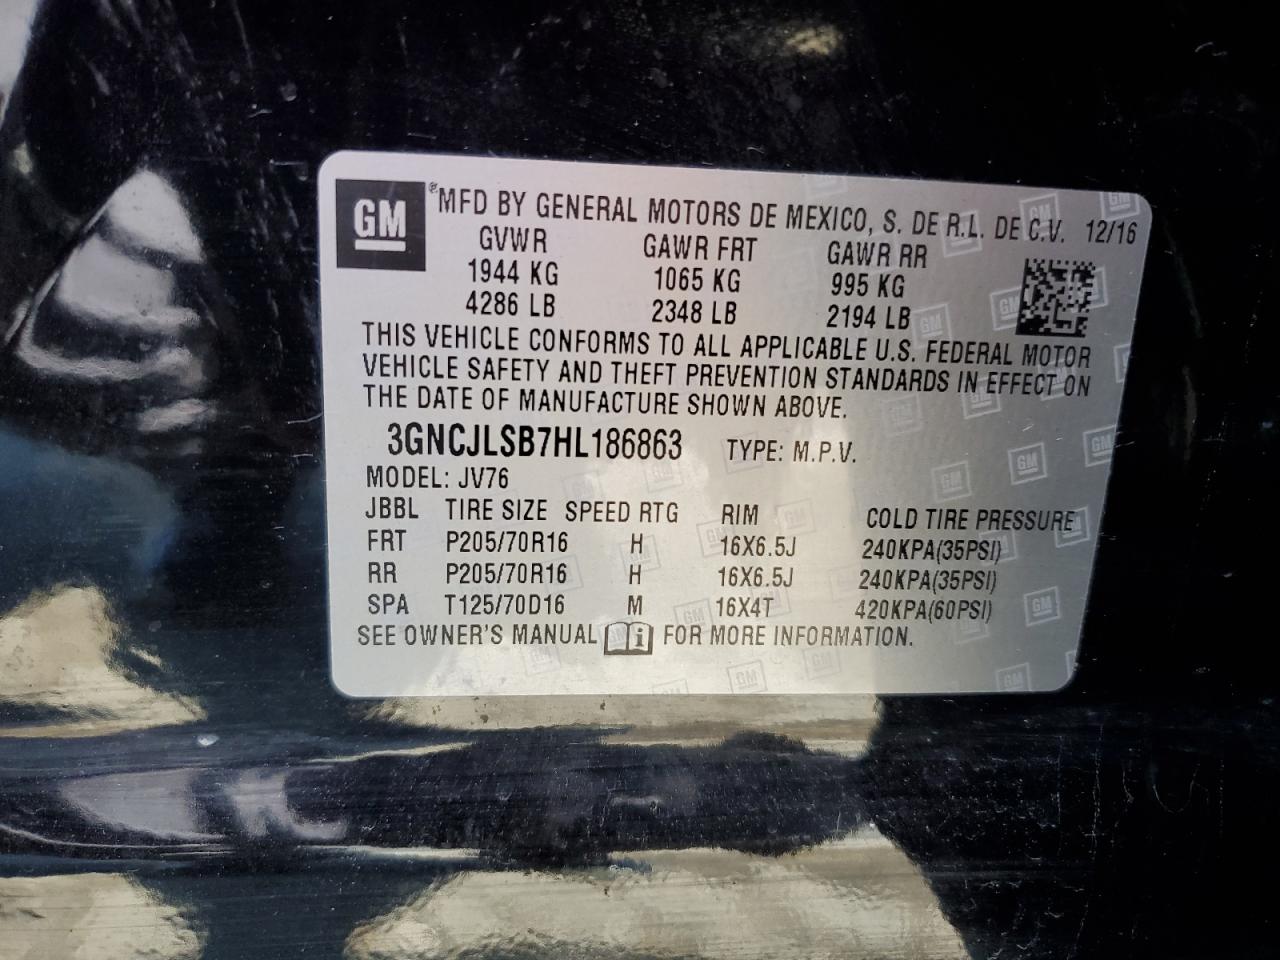 GM ® MFD BY GENERAL MOTORS DE MEXICO, S. DE R.L. DE C.V. 12/16
GVWR GAWR FRT GAWR RR
1944 KG 1065 KG 995 KG
4286 LB 2348 LB 2194 LB
THIS VEHICLE CONFORMS TO ALL APPLICABLE U.S. FEDERAL MOTOR
VEHICLE SAFETY AND THEFT PREVENTION STANDARDS IN EFFECT ON
THE DATE OF MANUFACTURE SHOWN ABOVE.
3GNCJLSB7HL186863 TYPE: M.P.V.
MODEL: JV76
JBBL TIRE SIZE SPEED RTG RIM COLD TIRE PRESSURE
FRT P205/70R16 H 16X6.5J 240KPA(35PSI)
RR P205/70R16 H 16X6.5J 240KPA(35PSI)
SPA T125/70D16 M 16X4T 420KPA(60PSI)
SEE OWNER'S MANUAL FOR MORE INFORMATION.